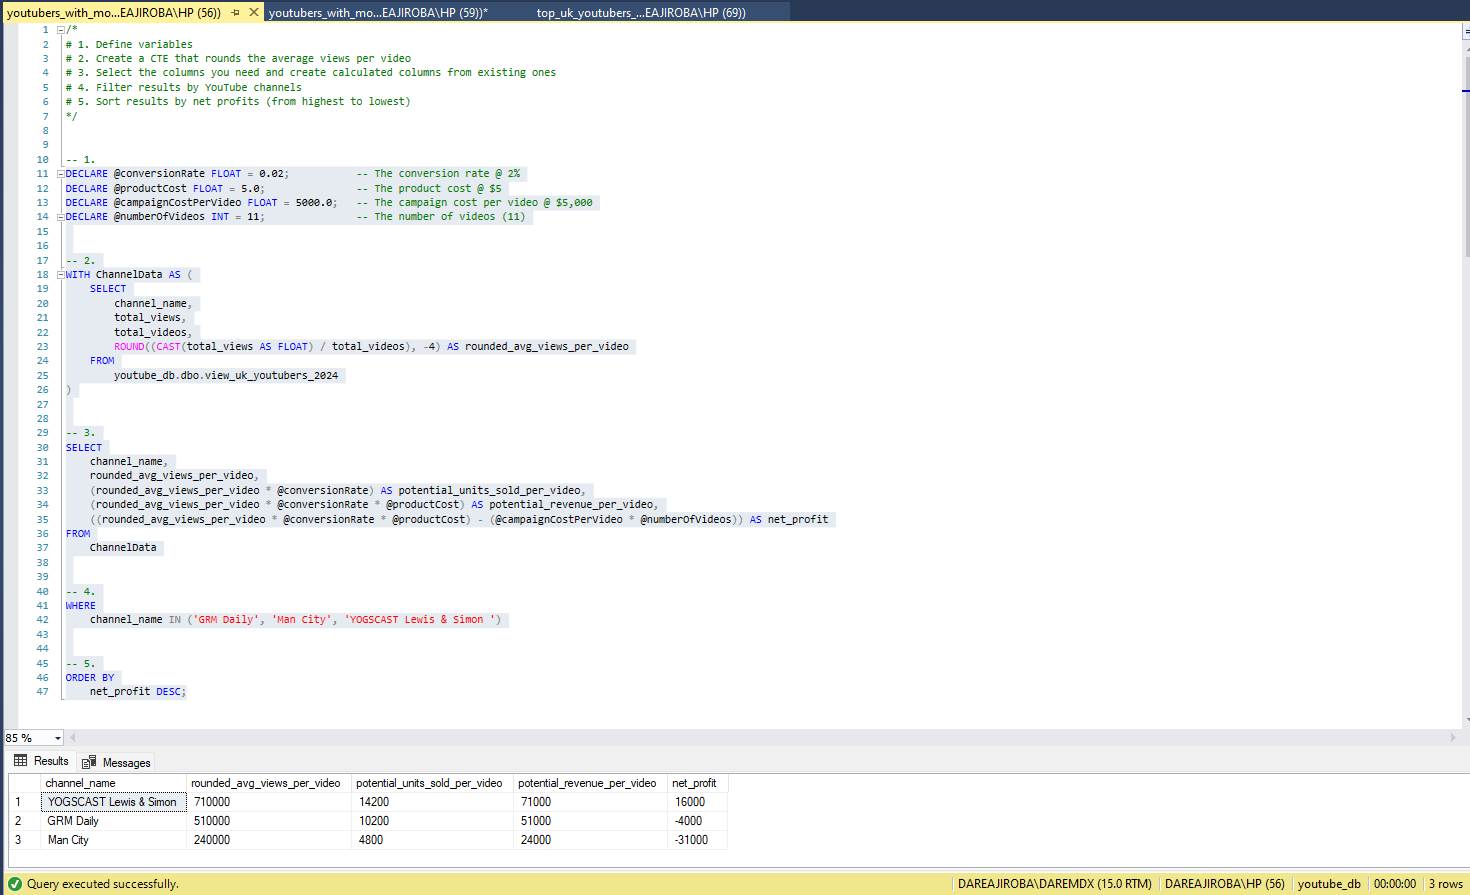 youtubers_with_mo...EAJIROBA\HP (56)) youtubers_with_mo...EAJIROBA\HP (59))* top_uk_youtubers_...EAJIROBA\HP (69))
1 /*
2 # 1. Define variables
3 # 2. Create a CTE that rounds the average views per video
4 # 3. Select the columns you need and create calculated columns from existing ones
5 # 4. Filter results by YouTube channels
6 # 5. Sort results by net profits (from highest to lowest)
7 */
8
9
10 -- 1.
11 DECLARE @conversionRate FLOAT = 0.02; -- The conversion rate @ 2%
12 DECLARE @productCost FLOAT = 5.0; -- The product cost @ $5
13 DECLARE @campaignCostPerVideo FLOAT = 5000.0; -- The campaign cost per video @ $5,000
14 DECLARE @numberOfVideos INT = 11; -- The number of videos (11)
15
16
17 -- 2.
18 WITH ChannelData AS (
19 SELECT
20 channel_name,
21 total_views,
22 total_videos,
23 ROUND((CAST(total_views AS FLOAT) / total_videos), -4) AS rounded_avg_views_per_video
24 FROM
25 youtube_db.dbo.view_uk_youtubers_2024
26 )
27
28
29 -- 3.
30 SELECT
31 channel_name,
32 rounded_avg_views_per_video,
33 (rounded_avg_views_per_video * @conversionRate) AS potential_units_sold_per_video,
34 (rounded_avg_views_per_video * @conversionRate * @productCost) AS potential_revenue_per_video,
35 ((rounded_avg_views_per_video * @conversionRate * @productCost) - (@campaignCostPerVideo * @numberOfVideos)) AS net_profit
36 FROM
37 ChannelData
38
39
40 -- 4.
41 WHERE
42 channel_name IN ('GRM Daily', 'Man City', 'YOGSCAST Lewis & Simon ')
43
44
45 -- 5.
46 ORDER BY
47 net_profit DESC;
85 %
Results Messages
channel_name rounded_avg_views_per_video potential_units_sold_per_video potential_revenue_per_video net_profit
1 YOGSCAST Lewis & Simon 710000 14200 71000 16000
2 GRM Daily 510000 10200 51000 -4000
3 Man City 240000 4800 24000 -31000
Query executed successfully. DAREAJIROBA\DAREMDX (15.0 RTM) DAREAJIROBA\HP (56) youtube_db 00:00:00 3 rows